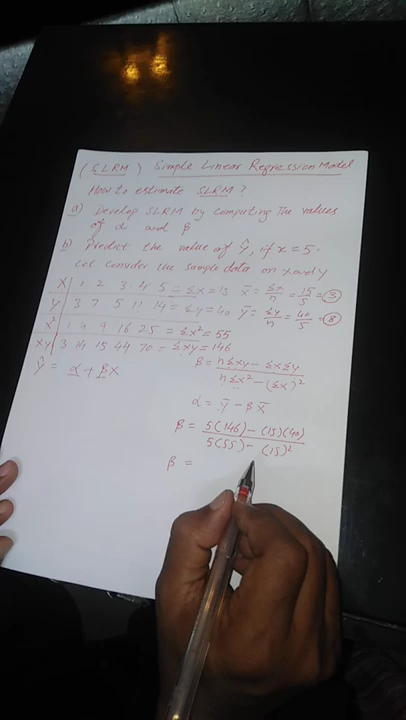 (SLRM) Simple Linear Regression Model
How to estimate SLRM?
a) Develop SLRM by computing the values
of α and β
b) Predict the value of Ŷ, if x = 5.
Let Consider the sample data on x and y
X | 1 2 3 4 5 = Σx = 15 x̄ = Σx/n = 15/5 = 3
Y | 3 7 5 11 14 = Σy = 40 ȳ = Σy/n = 40/5 = 8
X² | 1 4 9 16 25 = Σx² = 55
XY | 3 14 15 44 70 = Σxy = 146
Ŷ = α + βX
β = nΣxy - ΣxΣy / nΣx² - (Σx)²
α = Ȳ - βX̄
β = 5(146) - (15)(40) / 5(55) - (15)²
β =